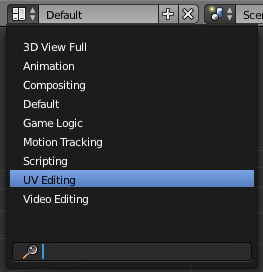 Default Scen
3D View Full
Animation
Compositing
Default
Game Logic
Motion Tracking
Scripting
UV Editing
Video Editing